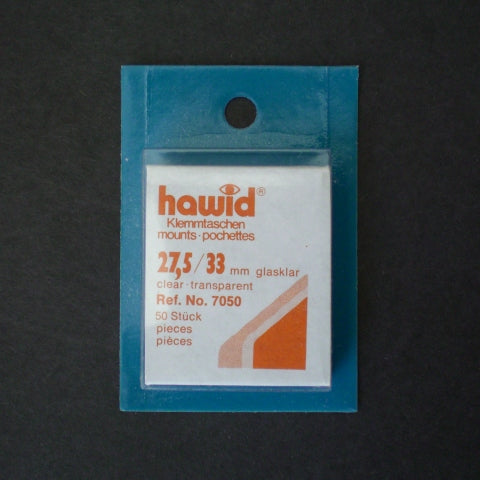 hawid®
Klemmtaschen
mounts·pochettes
27,5/33 mm glasklar
clear·transparent
Ref. No. 7050
50 Stück
pieces
pièces